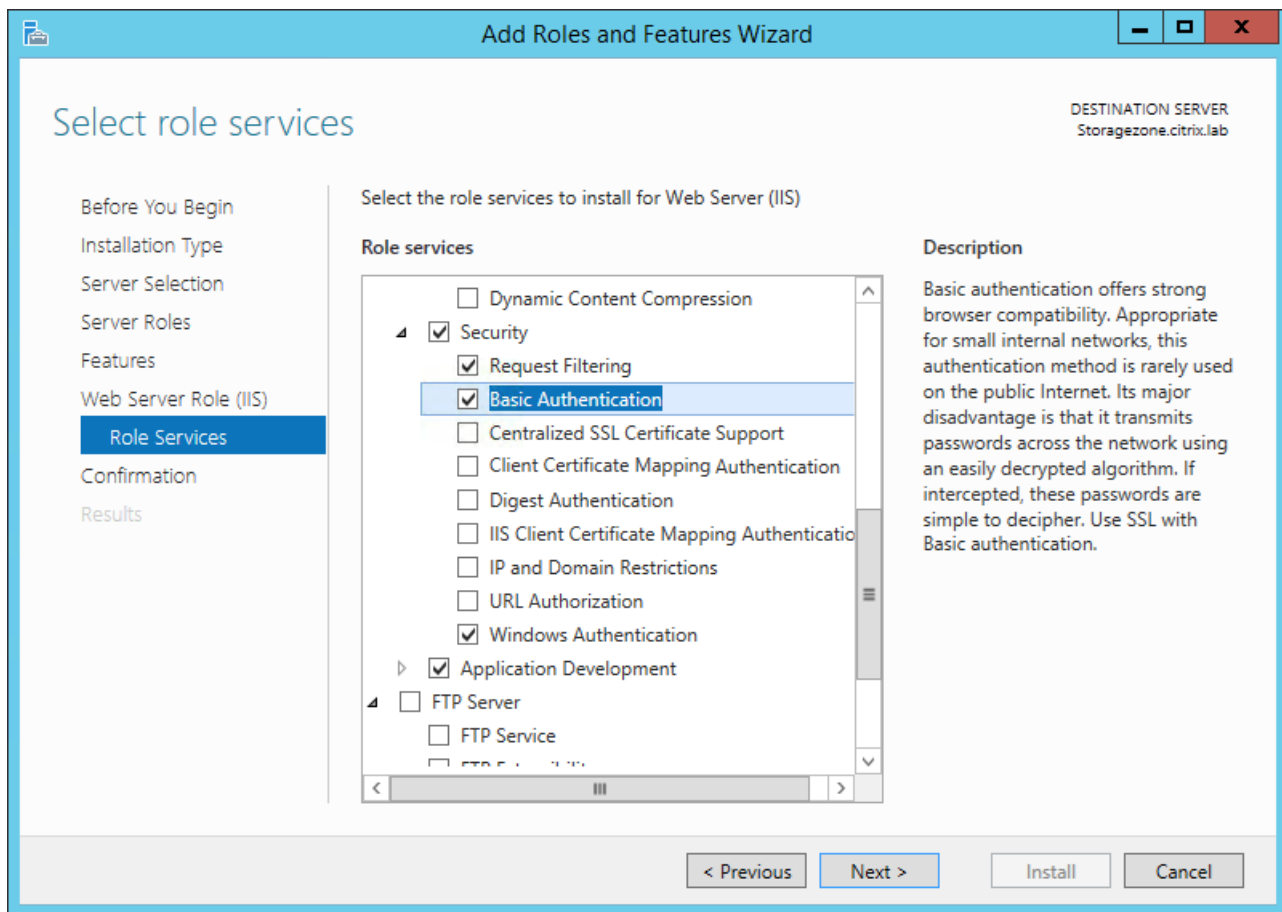 Add Roles and Features Wizard
Select role services
DESTINATION SERVER
Storagezone.citrix.lab
Before You Begin
Installation Type
Server Selection
Server Roles
Features
Web Server Role (IIS)
Role Services
Confirmation
Results
Select the role services to install for Web Server (IIS)
Role services
Dynamic Content Compression
Security
Request Filtering
Basic Authentication
Centralized SSL Certificate Support
Client Certificate Mapping Authentication
Digest Authentication
IIS Client Certificate Mapping Authenticatio
IP and Domain Restrictions
URL Authorization
Windows Authentication
Application Development
FTP Server
FTP Service
Description
Basic authentication offers strong
browser compatibility. Appropriate
for small internal networks, this
authentication method is rarely used
on the public Internet. Its major
disadvantage is that it transmits
passwords across the network using
an easily decrypted algorithm. If
intercepted, these passwords are
simple to decipher. Use SSL with
Basic authentication.
< Previous
Next >
Install
Cancel